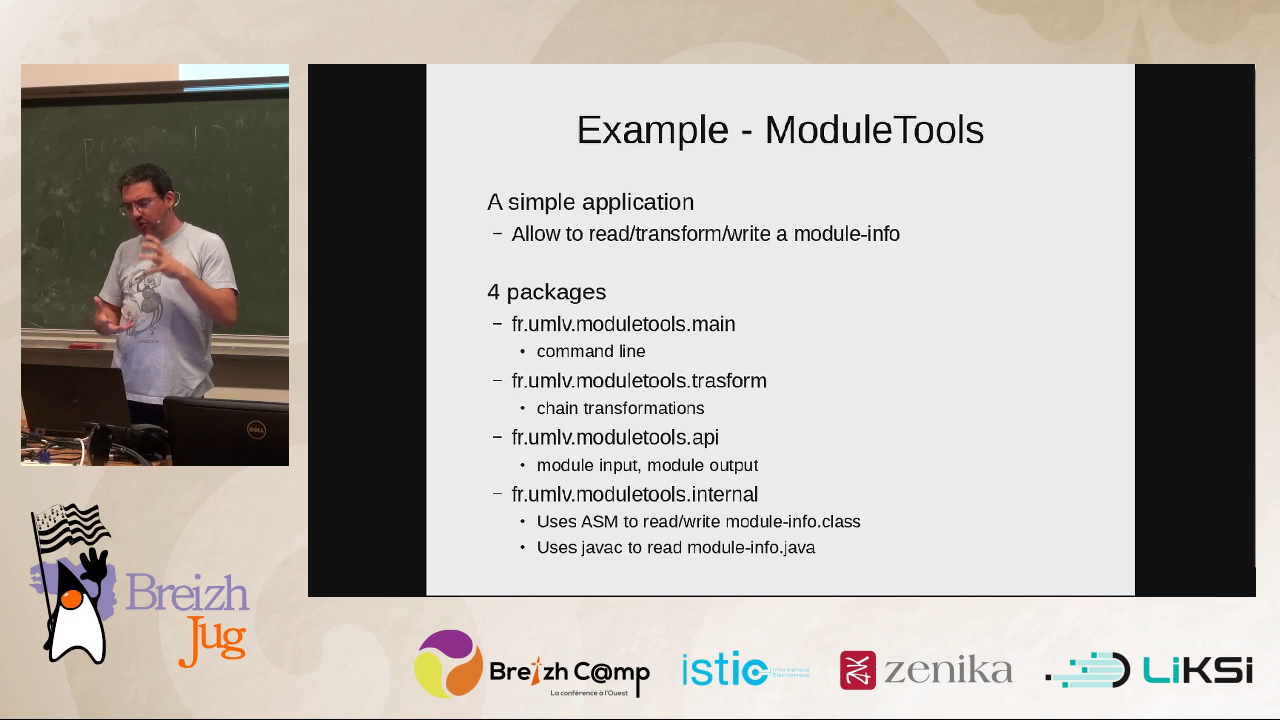 Example - ModuleTools
A simple application
– Allow to read/transform/write a module-info
4 packages
– fr.umlv.moduletools.main
• command line
– fr.umlv.moduletools.trasform
• chain transformations
– fr.umlv.moduletools.api
• module input, module output
– fr.umlv.moduletools.internal
• Uses ASM to read/write module-info.class
• Uses javac to read module-info.java
DELL
Breizh
Jug
Breizh C@mp
La conférence à l'Ouest
istic
Informatique
Électronique
ZK zenika
LiKSi